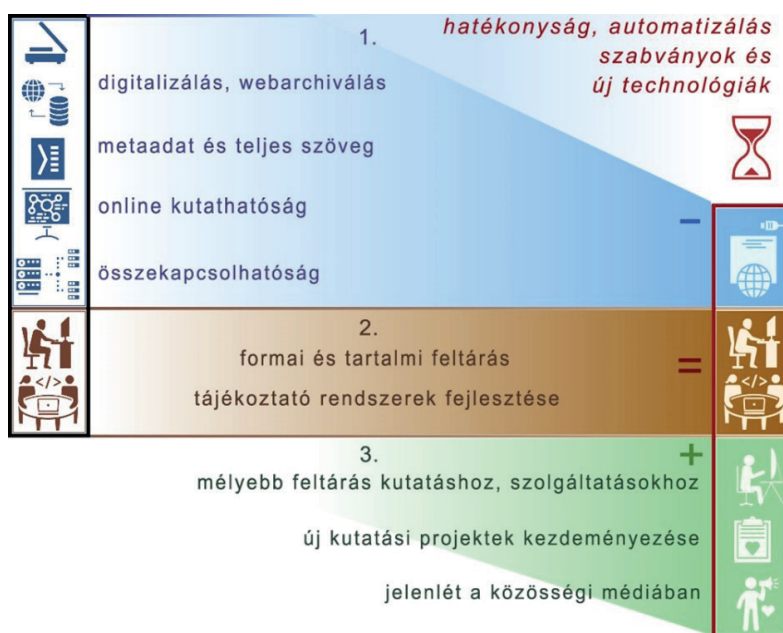 1.
hatékonyság, automatizálás
szabványok és
új technológiák
digitalizálás, webarchiválás
metaadat és teljes szöveg
online kutathatóság
–
összekapcsolhatóság
2.
formai és tartalmi feltárás
=
tájékoztató rendszerek fejlesztése
</>
</>
3.
+
mélyebb feltárás kutatáshoz, szolgáltatásokhoz
új kutatási projektek kezdeményezése
jelenlét a közösségi médiában